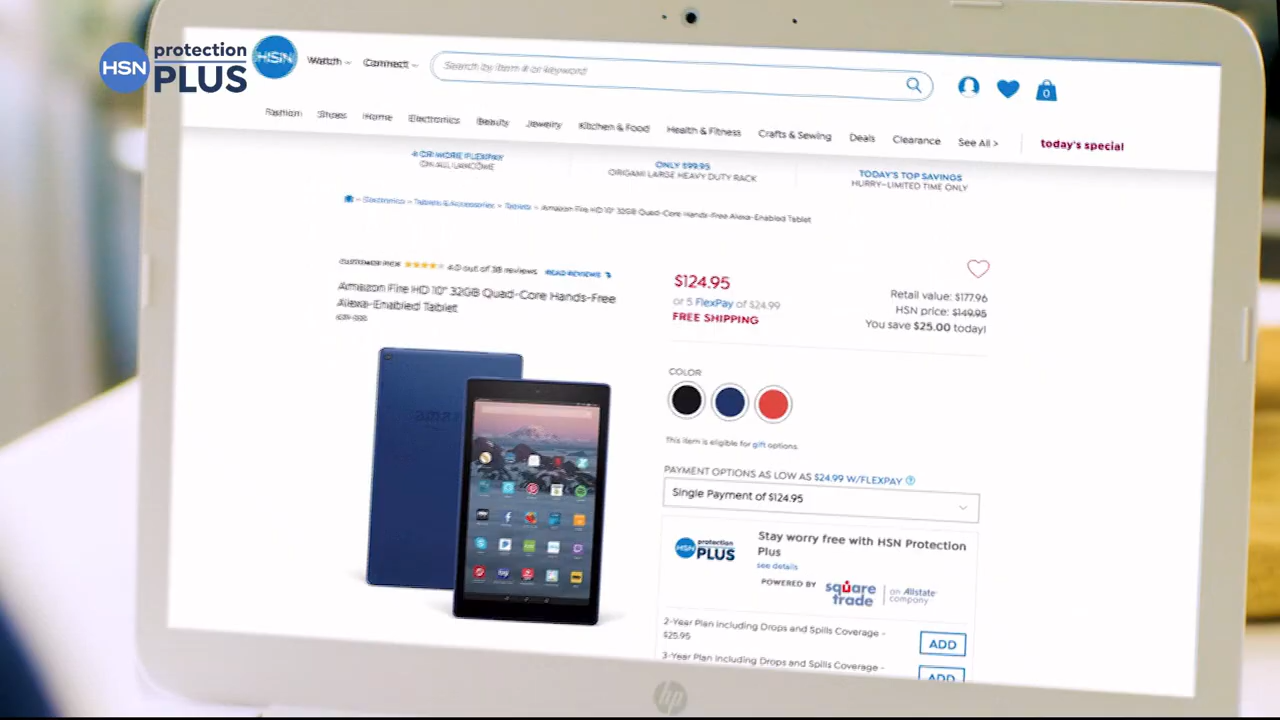 HSN protection PLUS
HSN Watch Connect Search by item # or keyword 0
Fashion Shoes Home Electronics Beauty Jewelry Kitchen & Food Health & Fitness Crafts & Sewing Deals Clearance See All > today's special
4 OR MORE FLEXPAY
ON ALL LANCOME
ONLY $99.95
ORIGAMI LARGE HEAVY DUTY RACK
TODAY'S TOP SAVINGS
HURRY–LIMITED TIME ONLY
Electronics > Tablets & Accessories > Tablets > Amazon Fire HD 10" 32GB Quad-Core Hands-Free Alexa-Enabled Tablet
CUSTOMER PICK 4.0 out of 38 reviews READ REVIEWS
Amazon Fire HD 10" 32GB Quad-Core Hands-Free
Alexa-Enabled Tablet
$124.95
or 5 FlexPay of $24.99
FREE SHIPPING
Retail value: $177.96
HSN price: $149.95
You save $25.00 today!
COLOR
This item is eligible for gift options.
PAYMENT OPTIONS AS LOW AS $24.99 W/FLEXPAY ?
Single Payment of $124.95
HSN protection PLUS
Stay worry free with HSN Protection
Plus
see details
POWERED BY square trade an Allstate company
2-Year Plan Including Drops and Spills Coverage -
$25.95
ADD
3-Year Plan Including Drops and Spills Coverage -
ADD
hp